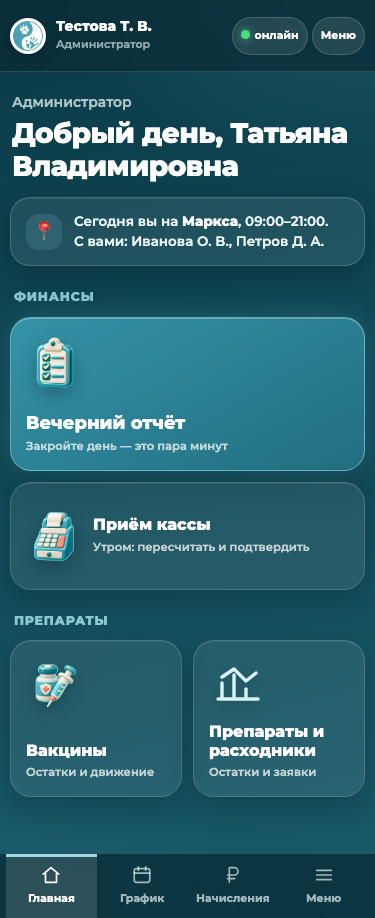 Тестова Т. В.
Администратор
онлайн
Меню
Администратор
Добрый день, Татьяна
Владимировна
Сегодня вы на Маркса, 09:00–21:00.
С вами: Иванова О. В., Петров Д. А.
ФИНАНСЫ
Вечерний отчёт
Закройте день — это пара минут
Приём кассы
Утром: пересчитать и подтвердить
ПРЕПАРАТЫ
Вакцины
Остатки и движение
Препараты и
расходники
Остатки и заявки
Главная
График
Начисления
Меню